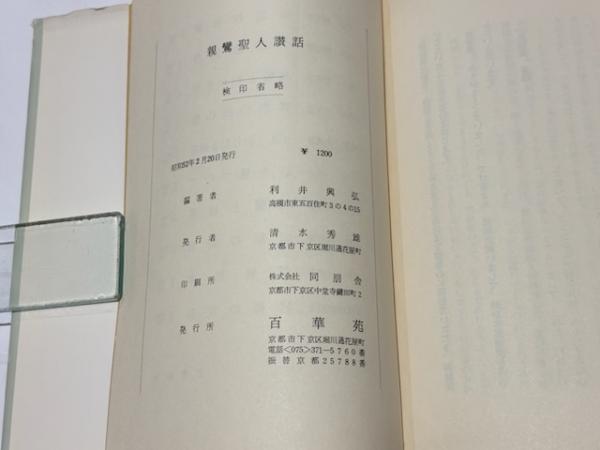 親鸞聖人讃話
検印省略
昭和52年2月20日発行 ¥ 1200
編著者 利井興弘
高槻市東五百住町3の4の15
発行者 清水秀雄
京都市下京区堀川通花屋町
印刷所 株式会社 同朋舎
京都市下京区中堂寺鍵田町2
発行所 百華苑
京都市下京区堀川通花屋町
電話<(075)>371―5760番
振替京都25788番